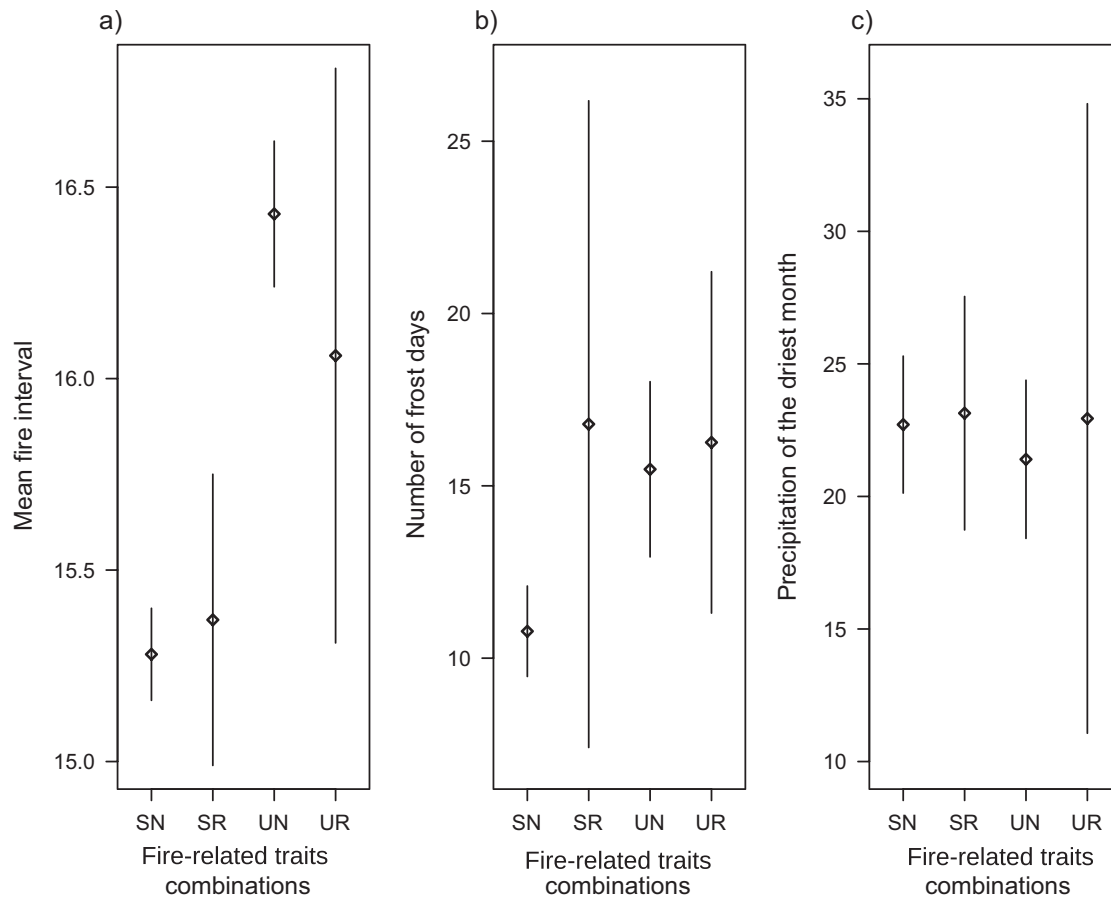 a)
Mean fire interval
16.5
16.0
15.5
15.0
SN SR UN UR
Fire-related traits
combinations
b)
Number of frost days
25
20
15
10
SN SR UN UR
Fire-related traits
combinations
c)
Precipitation of the driest month
35
30
25
20
15
10
SN SR UN UR
Fire-related traits
combinations